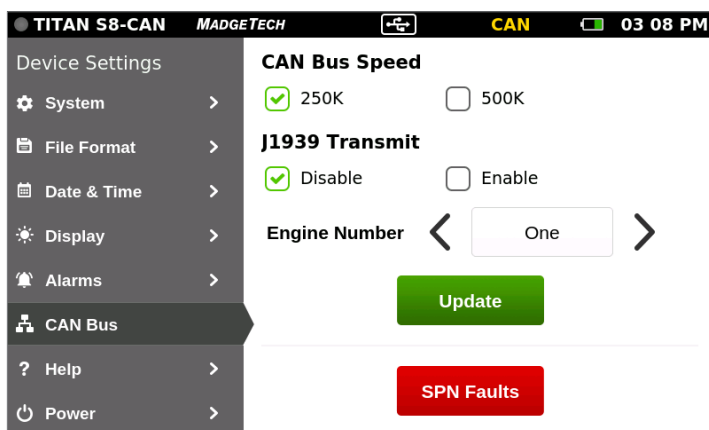 TITAN S8-CAN MADGETECH CAN 03 08 PM
Device Settings
System
File Format
Date & Time
Display
Alarms
CAN Bus
? Help
Power
CAN Bus Speed
250K 500K
J1939 Transmit
Disable Enable
Engine Number One
Update
SPN Faults